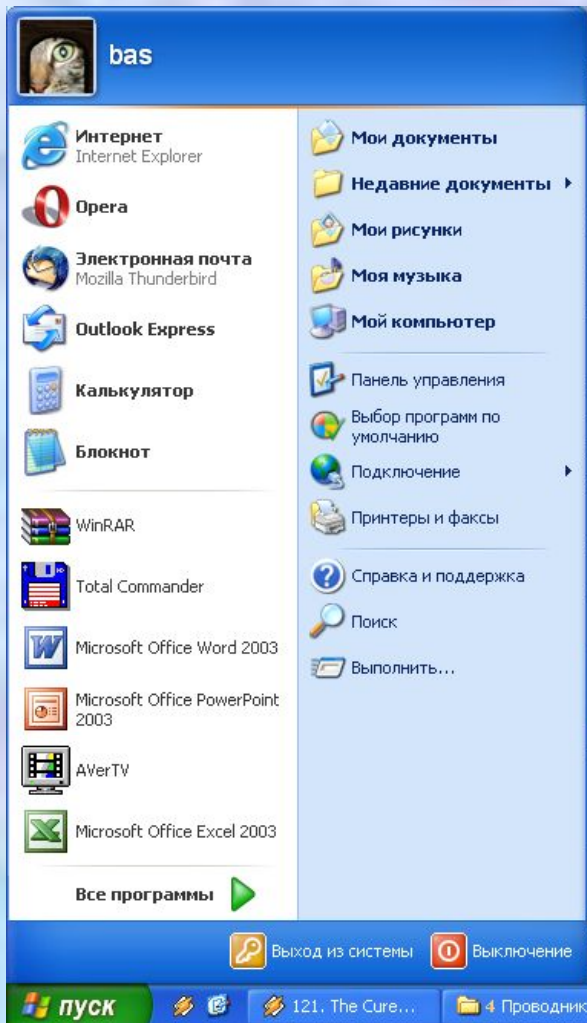 bas
Интернет
Internet Explorer
Opera
Электронная почта
Mozilla Thunderbird
Outlook Express
Калькулятор
Блокнот
WinRAR
Total Commander
Microsoft Office Word 2003
Microsoft Office PowerPoint
2003
AVerTV
Microsoft Office Excel 2003
Все программы
Мои документы
Недавние документы
Мои рисунки
Моя музыка
Мой компьютер
Панель управления
Выбор программ по
умолчанию
Подключение
Принтеры и факсы
Справка и поддержка
Поиск
Выполнить...
Выход из системы
Выключение
пуск
121. The Cure...
4 Проводник